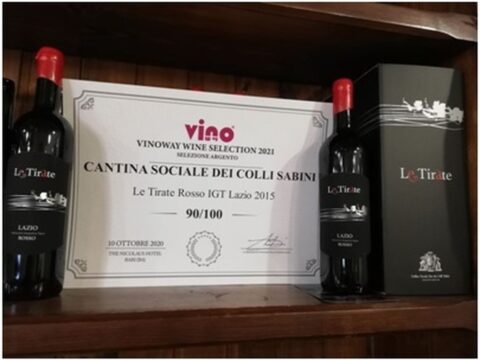 vino
VINOWAY WINE SELECTION 2021
SELEZIONE ARGENTO
CANTINA SOCIALE DEI COLLI SABINI
Le Tirate Rosso IGT Lazio 2015
90/100
10 OTTOBRE 2020
THE NICOLAUS HOTEL
BARI
Le Tirate
LAZIO
ROSSO
Le Tirate
LAZIO
ROSSO
Le Tirate